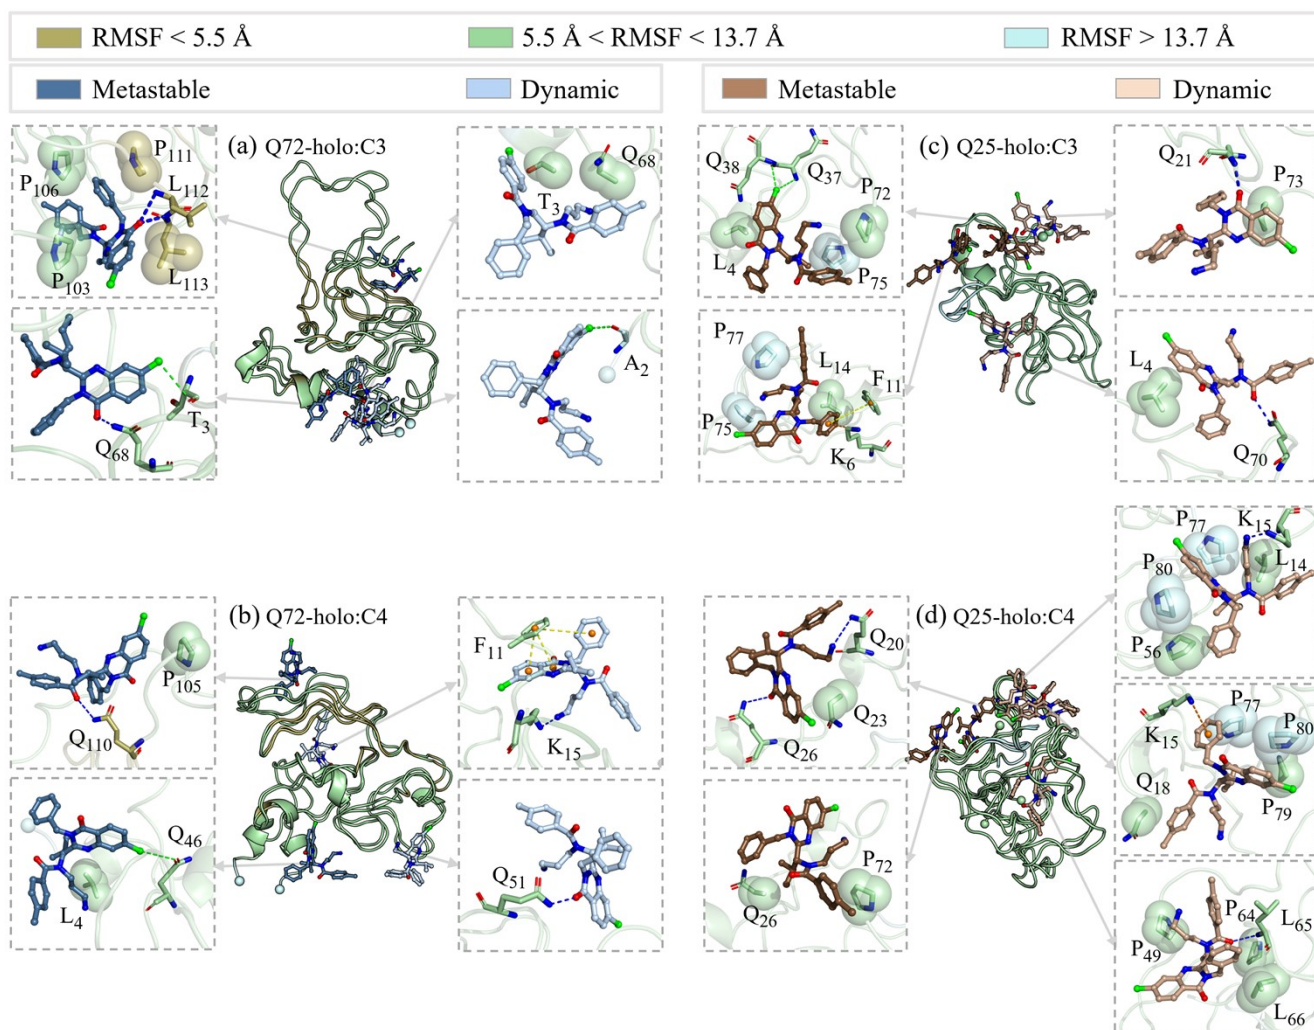 RMSF < 5.5 Å
5.5 Å < RMSF < 13.7 Å
RMSF > 13.7 Å
Metastable
Dynamic
Metastable
Dynamic
(a) Q72-holo:C3
P111
P106
L112
P103
L113
Q68
T3
T3
Q68
A2
(c) Q25-holo:C3
Q38
Q37
P72
L4
P75
P77
L14
F11
P75
K6
Q21
P73
L4
Q70
(b) Q72-holo:C4
P105
Q110
Q46
L4
F11
K15
Q51
(d) Q25-holo:C4
Q20
Q23
Q26
P72
Q26
P77
K15
P80
L14
P56
K15
P77
P80
Q18
P79
P64
L65
P49
L66